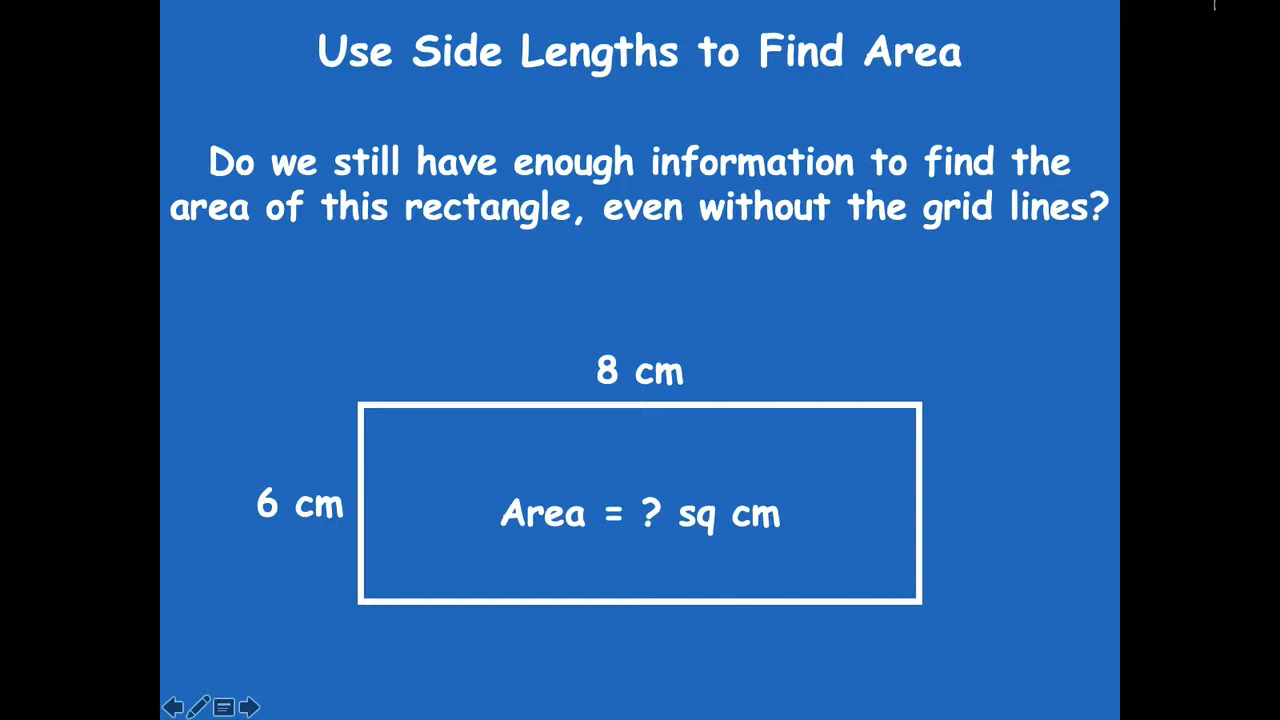 Use Side Lengths to Find Area
Do we still have enough information to find the
area of this rectangle, even without the grid lines?
8 cm
6 cm
Area = ? sq cm